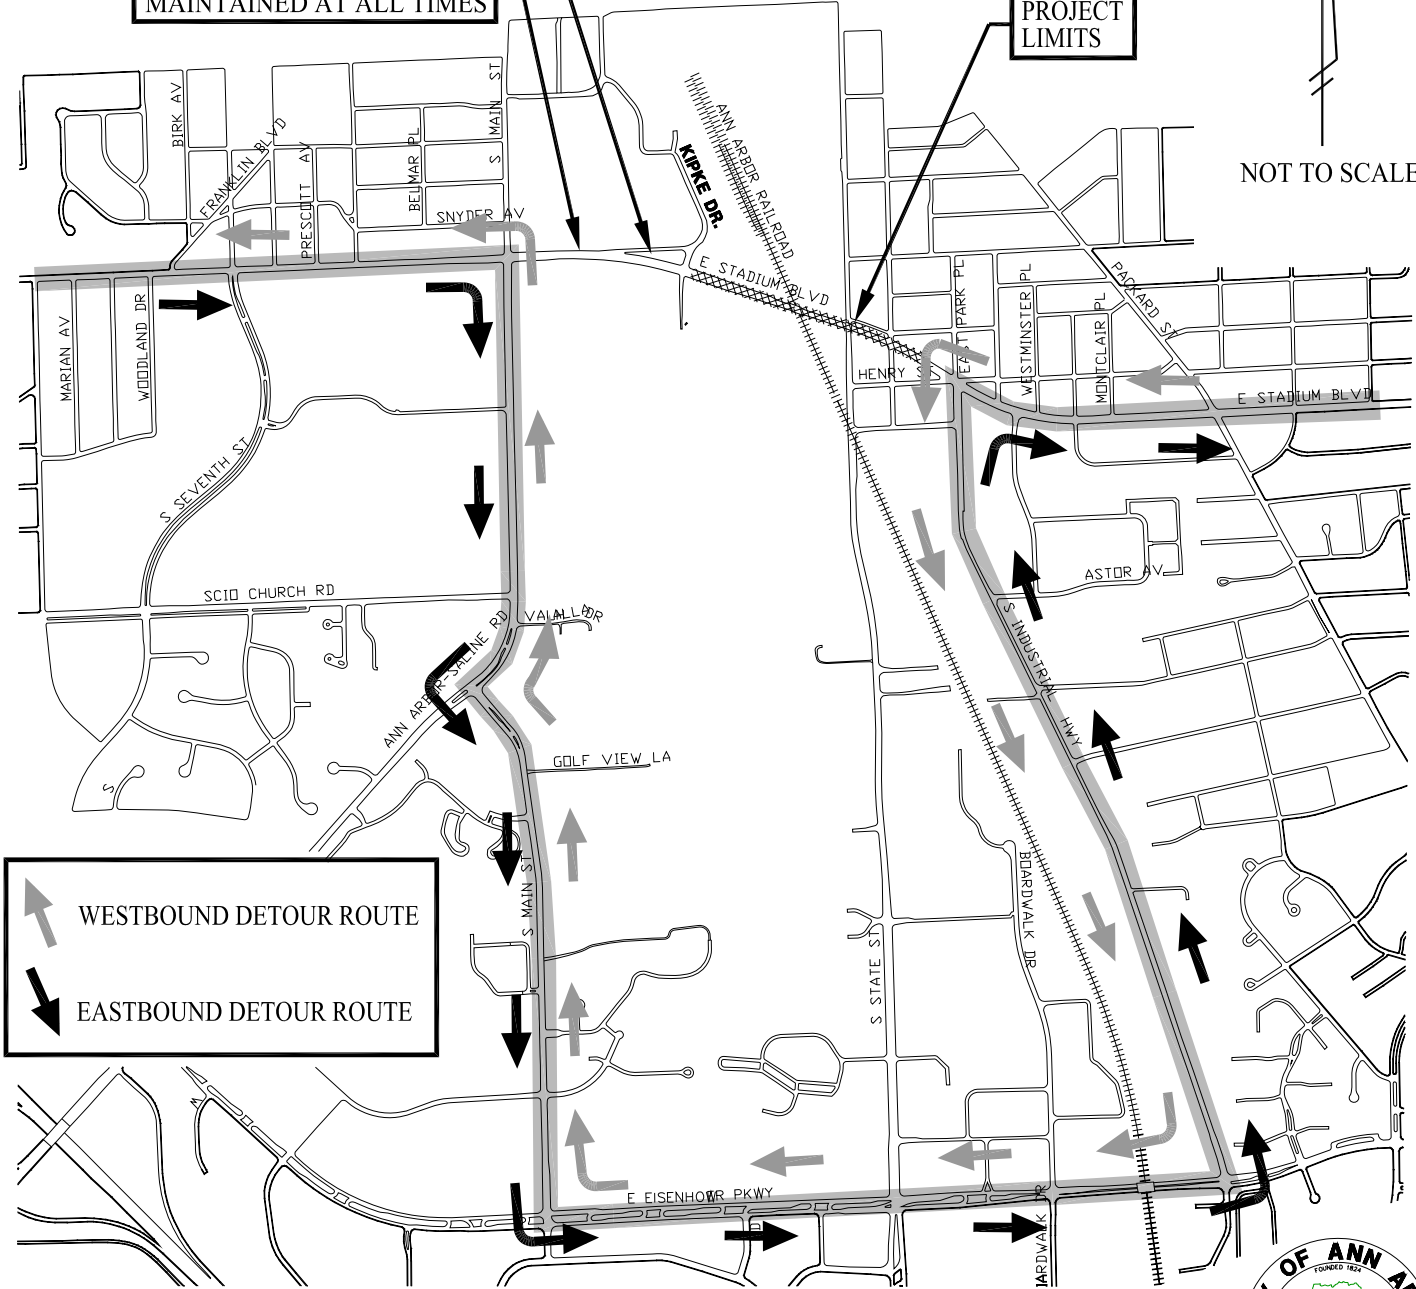 MAINTAINED AT ALL TIMES
PROJECT
LIMITS
NOT TO SCALE
BIRK AV
FRANKLIN BLVD
PRESCOTT AV
BELMAR PL
S MAIN ST
SNYDER AV
KIPKE DR.
ANN ARBOR RAILROAD
E STADIUM BLVD
EAST PARK PL
WESTMINSTER PL
MONTCLAIR PL
PACKARD ST
HENRY
E STADIUM BLVD
MARIAN AV
WOODLAND DR
S SEVENTH ST
SCIO CHURCH RD
ANN ARBOR-SALINE RD
ASTOR AV
S INDUSTRIAL HWY
GOLF VIEW LA
S MAIN ST
S
BOARDWALK DR
S STATE ST
WESTBOUND DETOUR ROUTE
EASTBOUND DETOUR ROUTE
W
E EISENHOWER PKWY
ARDWALK DR
OF ANN AR
FOUNDED 1824